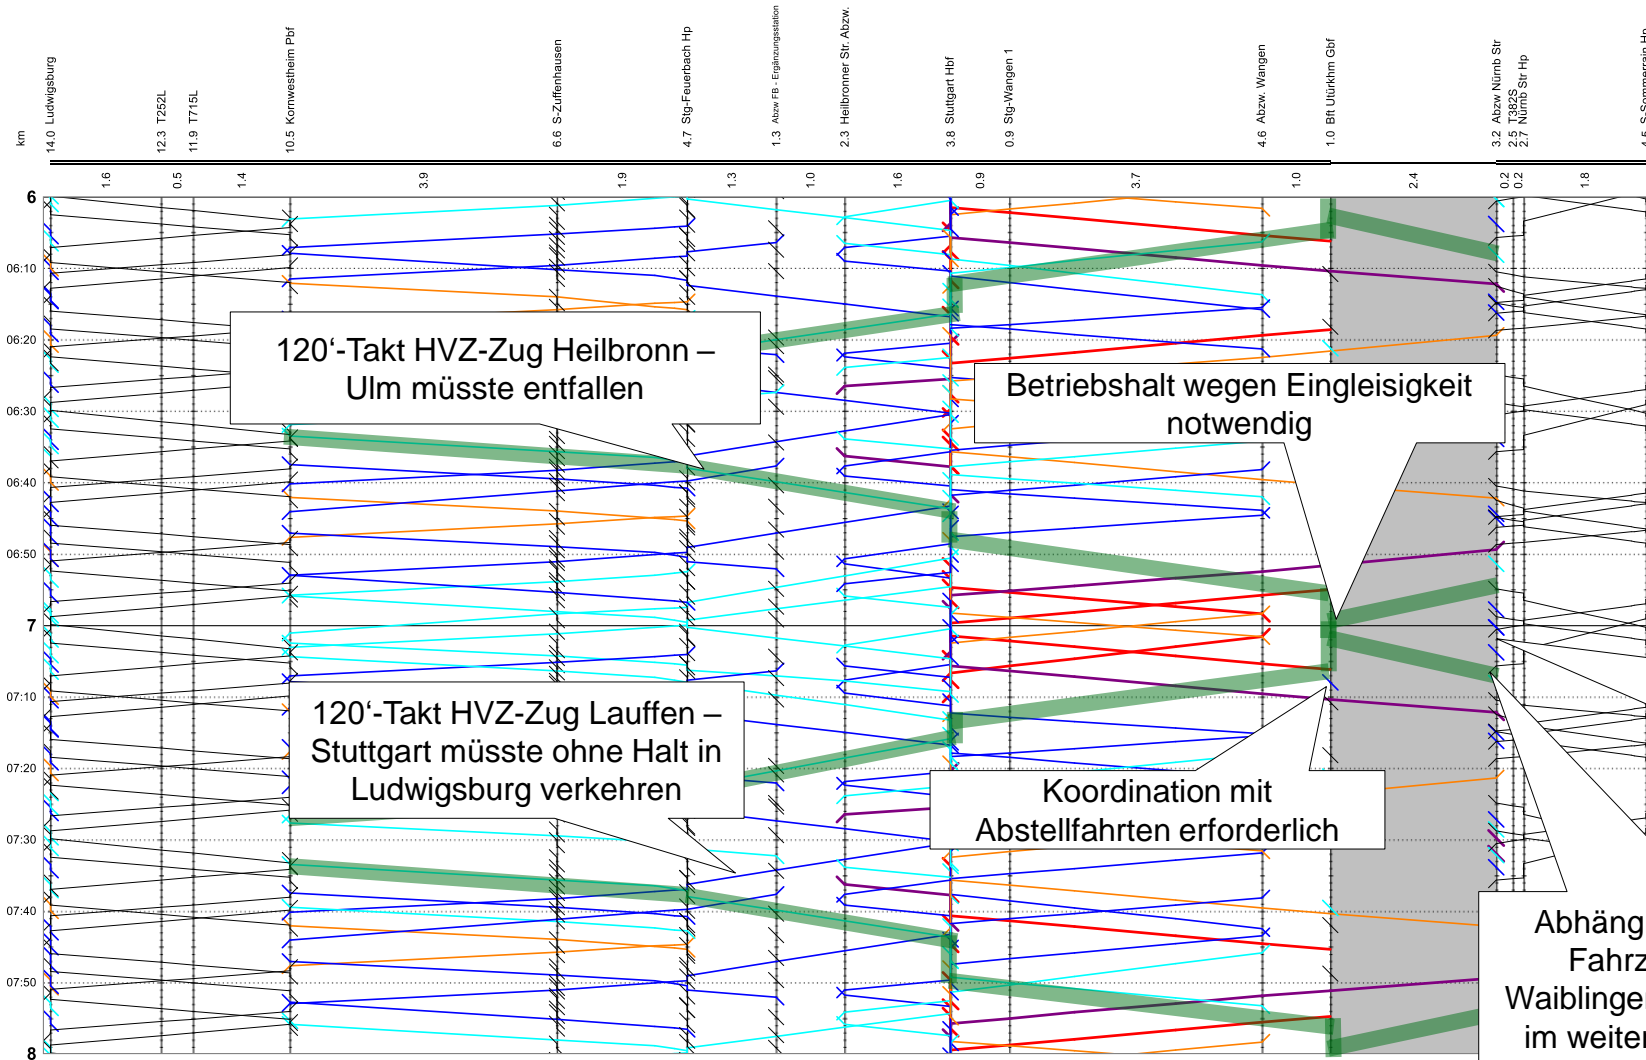 km
14.0 Ludwigsburg
12.3 T252L
11.9 T715L
10.5 Kornwestheim Pbf
6.6 S-Zuffenhausen
4.7 Stg-Feuerbach Hp
1.3 Abzw FB - Ergänzungsstation
2.3 Heilbronner Str. Abzw.
3.8 Stuttgart Hbf
0.9 Stg-Wangen 1
4.6 Abzw. Wangen
1.0 Bft Utürkhm Gbf
3.2 Abzw Nürnb Str
2.5 T382S
2.7 Nürnb Str Hp
4.5 S-Sommerrain Hp
1.6
0.5
1.4
3.9
1.9
1.3
1.0
1.6
0.9
3.7
1.0
2.4
0.2
0.2
1.8
6
06:10
06:20
06:30
06:40
06:50
7
07:10
07:20
07:30
07:40
07:50
8
120‘-Takt HVZ-Zug Heilbronn –
Ulm müsste entfallen
Betriebshalt wegen Eingleisigkeit
notwendig
120‘-Takt HVZ-Zug Lauffen –
Stuttgart müsste ohne Halt in
Ludwigsburg verkehren
Koordination mit
Abstellfahrten erforderlich
Abhäng
Fahrz
Waiblinge
im weiter